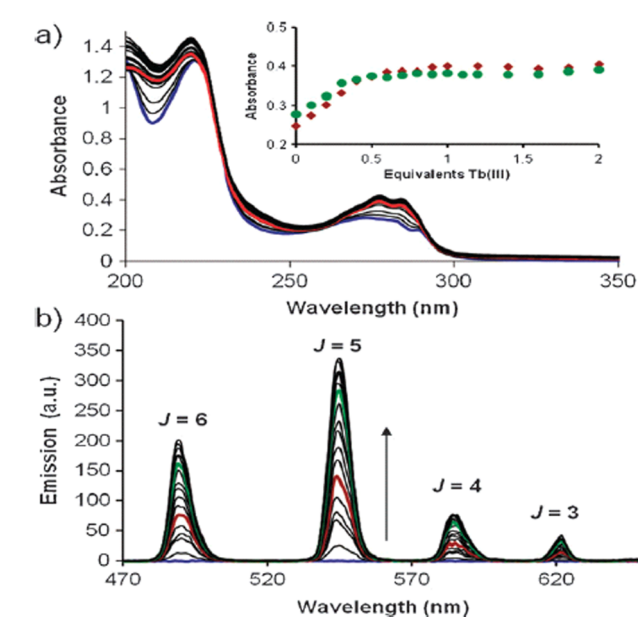 a)
1.4
1.2
1
0.8
0.6
0.4
0.2
0
Absorbance
200 250 300 350
Wavelength (nm)
0.5
0.4
0.3
0.2
Absorbance
0 0.5 1 1.5 2
Equivalents Tb(III)
b)
400
350
300
250
200
150
100
50
0
Emission (a.u.)
J = 6
J = 5
J = 4
J = 3
470 520 570 620
Wavelength (nm)